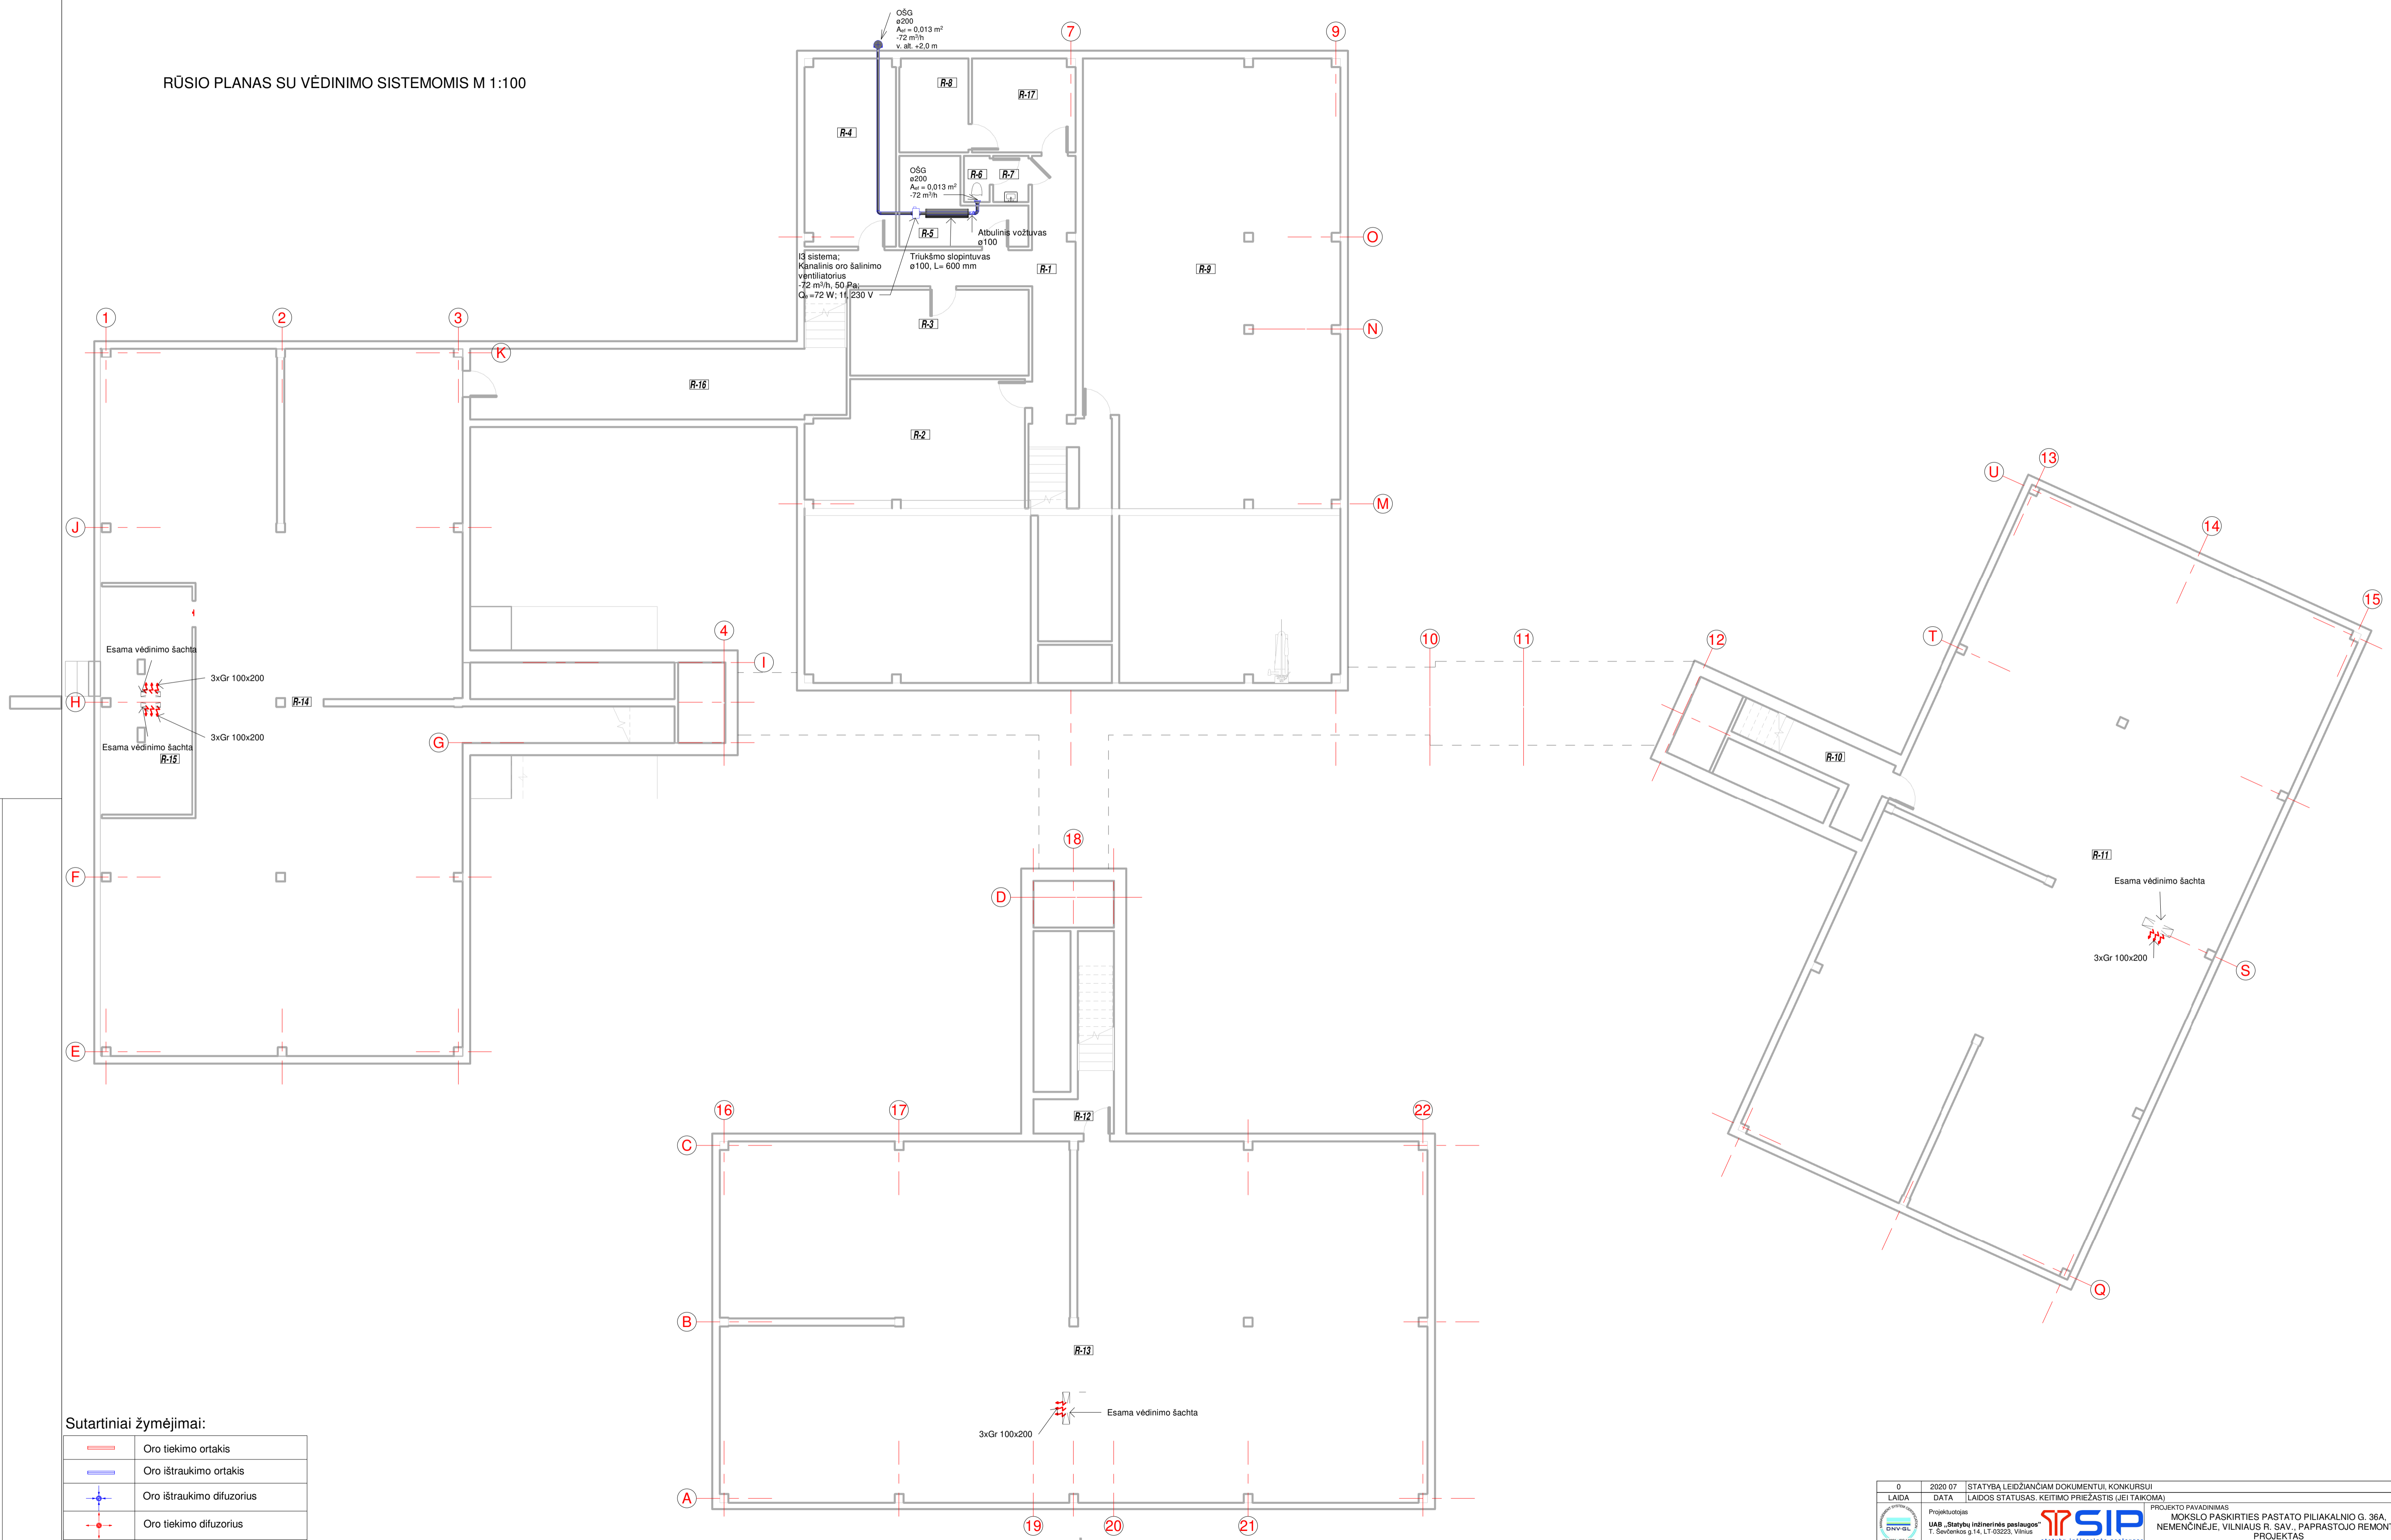 RŪSIO PLANAS SU VĖDINIMO SISTEMOMIS M 1:100
OŠG
ø200
Aef = 0,013 m²
-72 m³/h
v. alt. +2,0 m
7
9
R-8
R-17
R-4
OŠG
ø200
Aef = 0,013 m²
-72 m³/h
R-6
R-7
R-5
Atbulinis vožtuvas
ø100
O
I3 sistema;
Kanalinis oro šalinimo
ventiliatorius
-72 m³/h, 50 Pa;
Qe=72 W; 1f, 230 V
Triukšmo slopintuvas
ø100, L= 600 mm
R-1
R-9
1
2
3
R-3
N
K
R-16
R-2
U
13
M
J
14
15
4
10
11
12
T
I
Esama vėdinimo šachta
3xGr 100x200
H
R-14
3xGr 100x200
G
Esama vėdinimo šachta
R-15
R-10
18
R-11
F
Esama vėdinimo šachta
D
3xGr 100x200
S
E
16
17
R-12
22
C
Q
B
R-13
Esama vėdinimo šachta
3xGr 100x200
A
19
20
21
Sutartiniai žymėjimai:
Oro tiekimo ortakis
Oro ištraukimo ortakis
Oro ištraukimo difuzorius
Oro tiekimo difuzorius
0 2020 07 STATYBĄ LEIDŽIANČIAM DOKUMENTUI, KONKURSUI
LAIDA DATA LAIDOS STATUSAS. KEITIMO PRIEŽASTIS (JEI TAIKOMA)
DNV·GL
Projektuotojas
UAB „Statybų inžinerinės paslaugos"
T. Ševčenkos g.14, LT-03223, Vilnius
SIP
PROJEKTO PAVADINIMAS
MOKSLO PASKIRTIES PASTATO PILIAKALNIO G. 36A,
NEMENČINĖJE, VILNIAUS R. SAV., PAPRASTOJO
PROJEKTAS